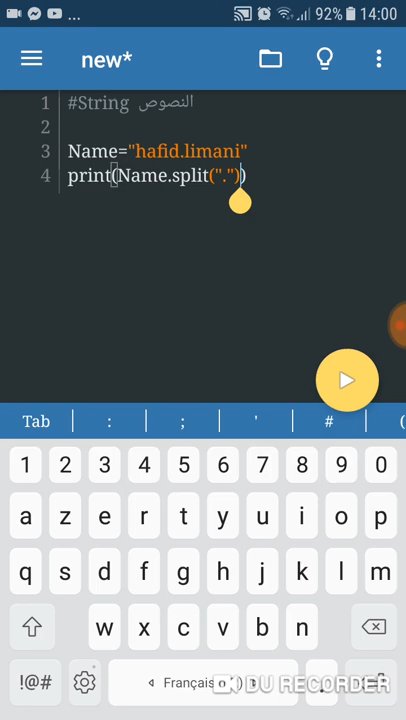 ... 92% 14:00
new*
1 #String النصوص
2
3 Name="hafid.limani"
4 print(Name.split("."))
Tab : ; ' # (
1 2 3 4 5 6 7 8 9 0
a z e r t y u i o p
q s d f g h j k l m
w x c v b n
!@# Français DU RECORDER